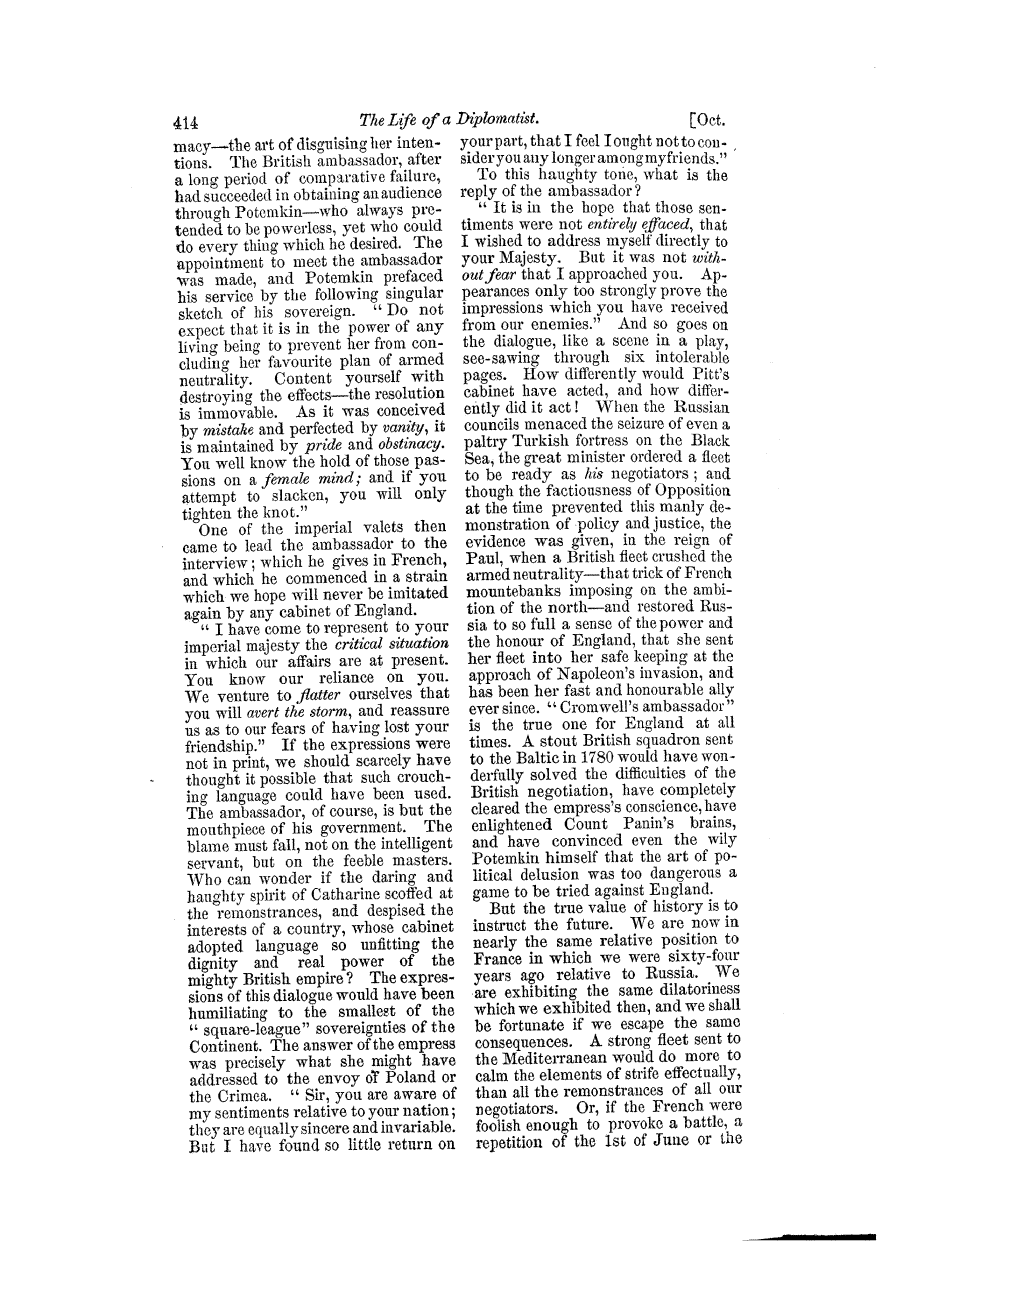 414 The Life of a Diplomatist. [Oct.
macy—the art of disguising her inten-
tions. The British ambassador, after
a long period of comparative failure,
had succeeded in obtaining an audience
through Potemkin—who always pre-
tended to be powerless, yet who could
do every thing which he desired. The
appointment to meet the ambassador
was made, and Potemkin prefaced
his service by the following singular
sketch of his sovereign. “Do not
expect that it is in the power of any
living being to prevent her from con-
cluding her favourite plan of armed
neutrality. Content yourself with
destroying the effects—the resolution
is immovable. As it was conceived
by mistake and perfected by vanity, it
is maintained by pride and obstinacy.
You well know the hold of those pas-
sions on a female mind; and if you
attempt to slacken, you will only
tighten the knot.”
One of the imperial valets then
came to lead the ambassador to the
interview; which he gives in French,
and which he commenced in a strain
which we hope will never be imitated
again by any cabinet of England.
“I have come to represent to your
imperial majesty the critical situation
in which our affairs are at present.
You know our reliance on you.
We venture to flatter ourselves that
you will avert the storm, and reassure
us as to our fears of having lost your
friendship.” If the expressions were
not in print, we should scarcely have
thought it possible that such crouch-
ing language could have been used.
The ambassador, of course, is but the
mouthpiece of his government. The
blame must fall, not on the intelligent
servant, but on the feeble masters.
Who can wonder if the daring and
haughty spirit of Catharine scoffed at
the remonstrances, and despised the
interests of a country, whose cabinet
adopted language so unfitting the
dignity and real power of the
mighty British empire? The expres-
sions of this dialogue would have been
humiliating to the smallest of the
“square-league” sovereignties of the
Continent. The answer of the empress
was precisely what she might have
addressed to the envoy of Poland or
the Crimea. “Sir, you are aware of
my sentiments relative to your nation;
they are equally sincere and invariable.
But I have found so little return on
your part, that I feel I ought not to con-
sider you any longer among my friends.”
To this haughty tone, what is the
reply of the ambassador?
“It is in the hope that those sen-
timents were not entirely effaced, that
I wished to address myself directly to
your Majesty. But it was not with-
out fear that I approached you. Ap-
pearances only too strongly prove the
impressions which you have received
from our enemies.” And so goes on
the dialogue, like a scene in a play,
see-sawing through six intolerable
pages. How differently would Pitt's
cabinet have acted, and how differ-
ently did it act! When the Russian
councils menaced the seizure of even a
paltry Turkish fortress on the Black
Sea, the great minister ordered a fleet
to be ready as his negotiators; and
though the factiousness of Opposition
at the time prevented this manly de-
monstration of policy and justice, the
evidence was given, in the reign of
Paul, when a British fleet crushed the
armed neutrality—that trick of French
mountebanks imposing on the ambi-
tion of the north—and restored Rus-
sia to so full a sense of the power and
the honour of England, that she sent
her fleet into her safe keeping at the
approach of Napoleon's invasion, and
has been her fast and honourable ally
ever since. “Cromwell's ambassador”
is the true one for England at all
times. A stout British squadron sent
to the Baltic in 1780 would have won-
derfully solved the difficulties of the
British negotiation, have completely
cleared the empress's conscience, have
enlightened Count Panin's brains,
and have convinced even the wily
Potemkin himself that the art of po-
litical delusion was too dangerous a
game to be tried against England.
But the true value of history is to
instruct the future. We are now in
nearly the same relative position to
France in which we were sixty-four
years ago relative to Russia. We
are exhibiting the same dilatoriness
which we exhibited then, and we shall
be fortunate if we escape the same
consequences. A strong fleet sent to
the Mediterranean would do more to
calm the elements of strife effectually,
than all the remonstrances of all our
negotiators. Or, if the French were
foolish enough to provoke a battle, a
repetition of the 1st of June or the